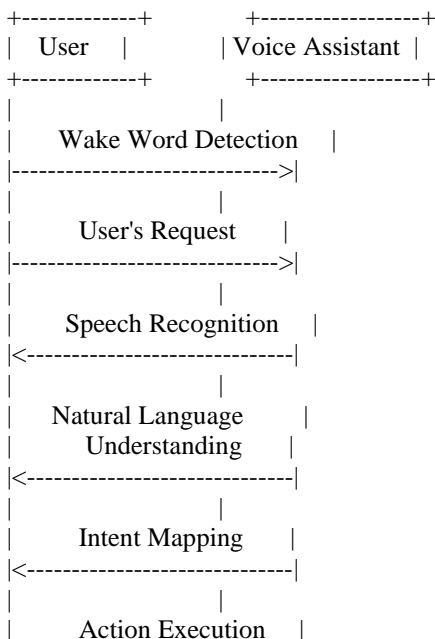 +-------------+ +------------------+
| User | | Voice Assistant |
+-------------+ +------------------+
| |
| Wake Word Detection |
|------------------------------>|
| |
| User's Request |
|------------------------------>|
| |
| Speech Recognition |
|<------------------------------|
| |
| Natural Language |
| Understanding |
|<------------------------------|
| |
| Intent Mapping |
|<------------------------------|
| |
| Action Execution |